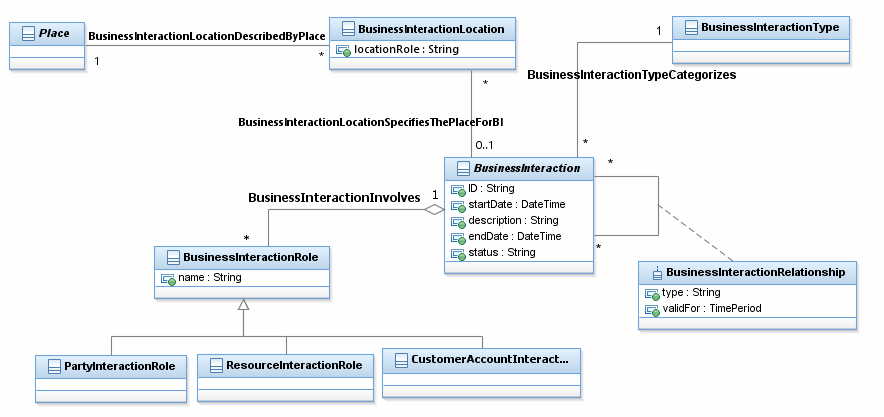 Place
BusinessInteractionLocationDescribedByPlace
1
*
BusinessInteractionLocation
locationRole : String
BusinessInteractionType
1
BusinessInteractionTypeCategorizes
*
*
BusinessInteractionLocationSpecifiesThePlaceForBI
0..1
BusinessInteraction
ID : String
startDate : DateTime
description : String
endDate : DateTime
status : String
*
*
BusinessInteractionInvolves
1
*
BusinessInteractionRole
name : String
BusinessInteractionRelationship
type : String
validFor : TimePeriod
PartyInteractionRole
ResourceInteractionRole
CustomerAccountInteract...